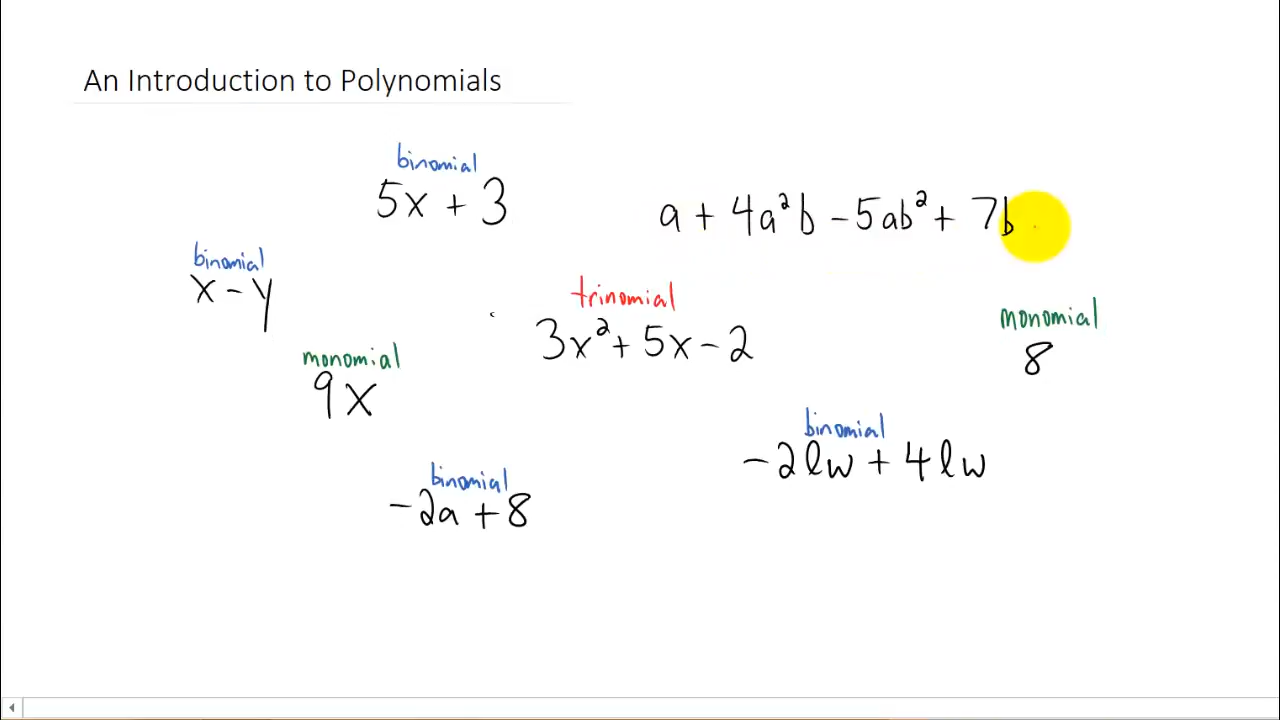 An Introduction to Polynomials
binomial
5x + 3
a + 4a²b − 5ab² + 7b
binomial
x − y
trinomial
3x² + 5x − 2
monomial
8
monomial
9x
binomial
−2lw + 4lw
binomial
−2a + 8